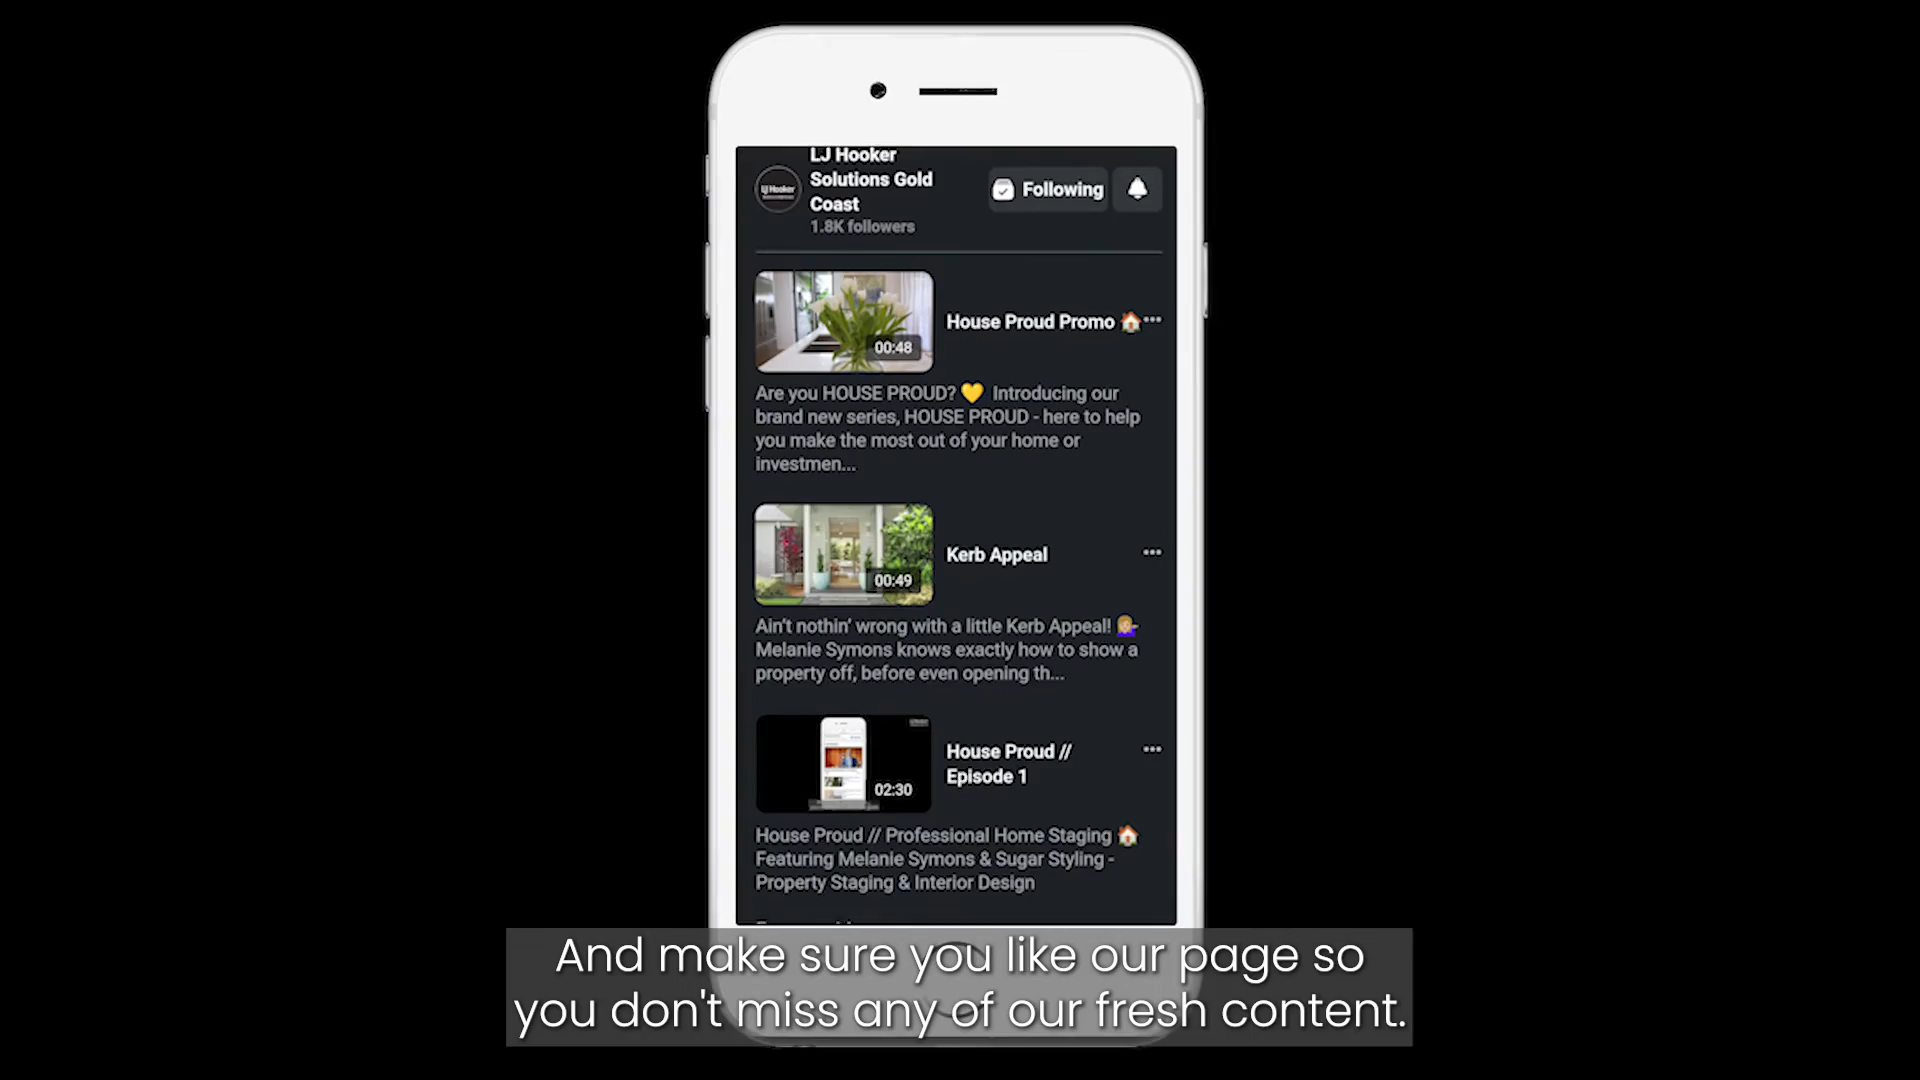 LJ Hooker
Solutions Gold
Coast
1.8K followers
LJ Hooker
Following
00:48
House Proud Promo 🏠
Are you HOUSE PROUD? 💛 Introducing our
brand new series, HOUSE PROUD - here to help
you make the most out of your home or
investmen...
00:49
Kerb Appeal
Ain't nothin' wrong with a little Kerb Appeal! 💁🏼‍♀️
Melanie Symons knows exactly how to show a
property off, before even opening th...
02:30
House Proud //
Episode 1
House Proud // Professional Home Staging 🏠
Featuring Melanie Symons & Sugar Styling -
Property Staging & Interior Design
And make sure you like our page so
you don't miss any of our fresh content.